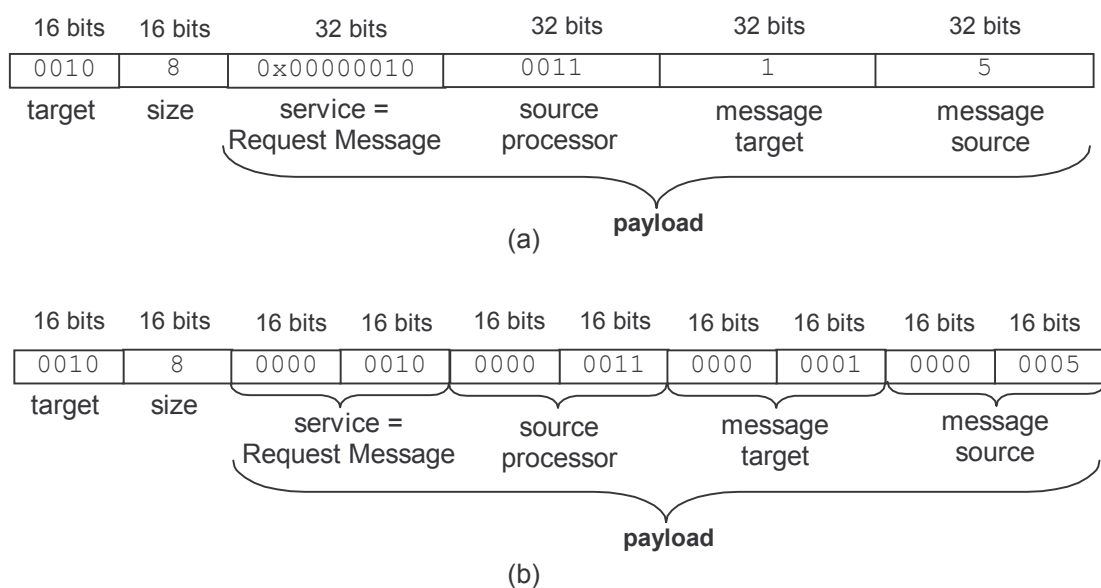 16 bits 16 bits 32 bits 32 bits 32 bits 32 bits
0010 8 0x00000010 0011 1 5
target size service = source message message
Request Message processor target source
payload
(a)
16 bits 16 bits 16 bits 16 bits 16 bits 16 bits 16 bits 16 bits 16 bits 16 bits
0010 8 0000 0010 0000 0011 0000 0001 0000 0005
target size service = source message message
Request Message processor target source
payload
(b)